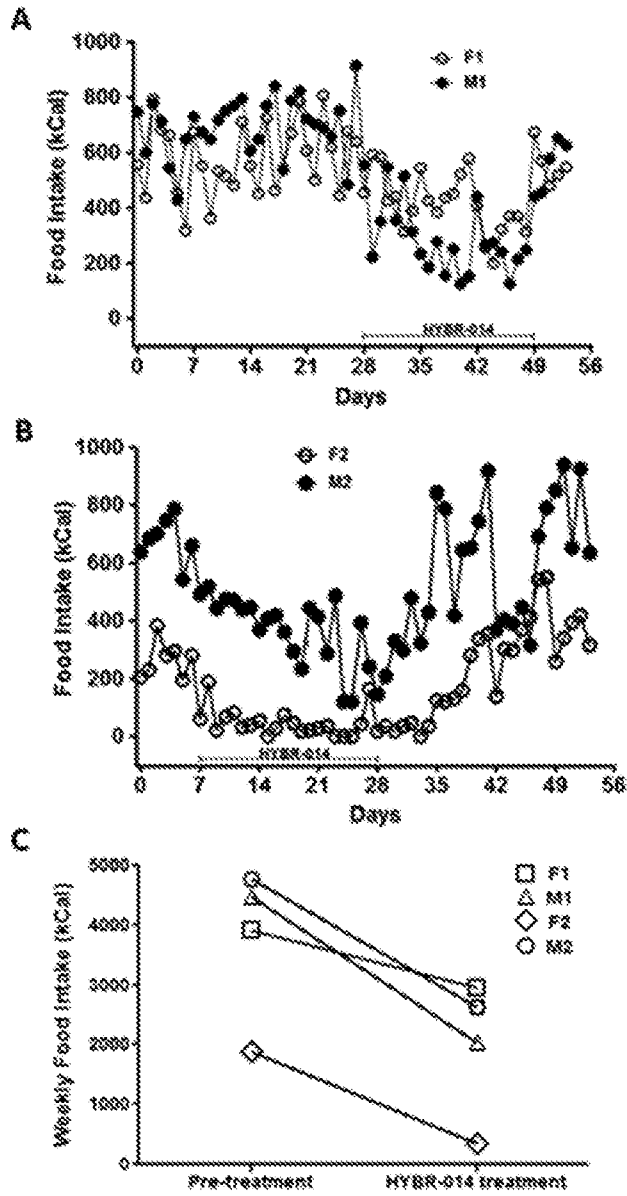 A
1000
800
600
400
200
0
Food Intake (kCal)
F1
M1
HYBR-014
0 7 14 21 28 35 42 49 56
Days
B
1000
800
600
400
200
0
Food Intake (kCal)
F2
M2
HYBR-014
0 7 14 21 28 35 42 49 56
Days
C
5000
4000
3000
2000
1000
0
Weekly Food Intake (kCal)
F1
M1
F2
M2
Pre-treatment HYBR-014 treatment